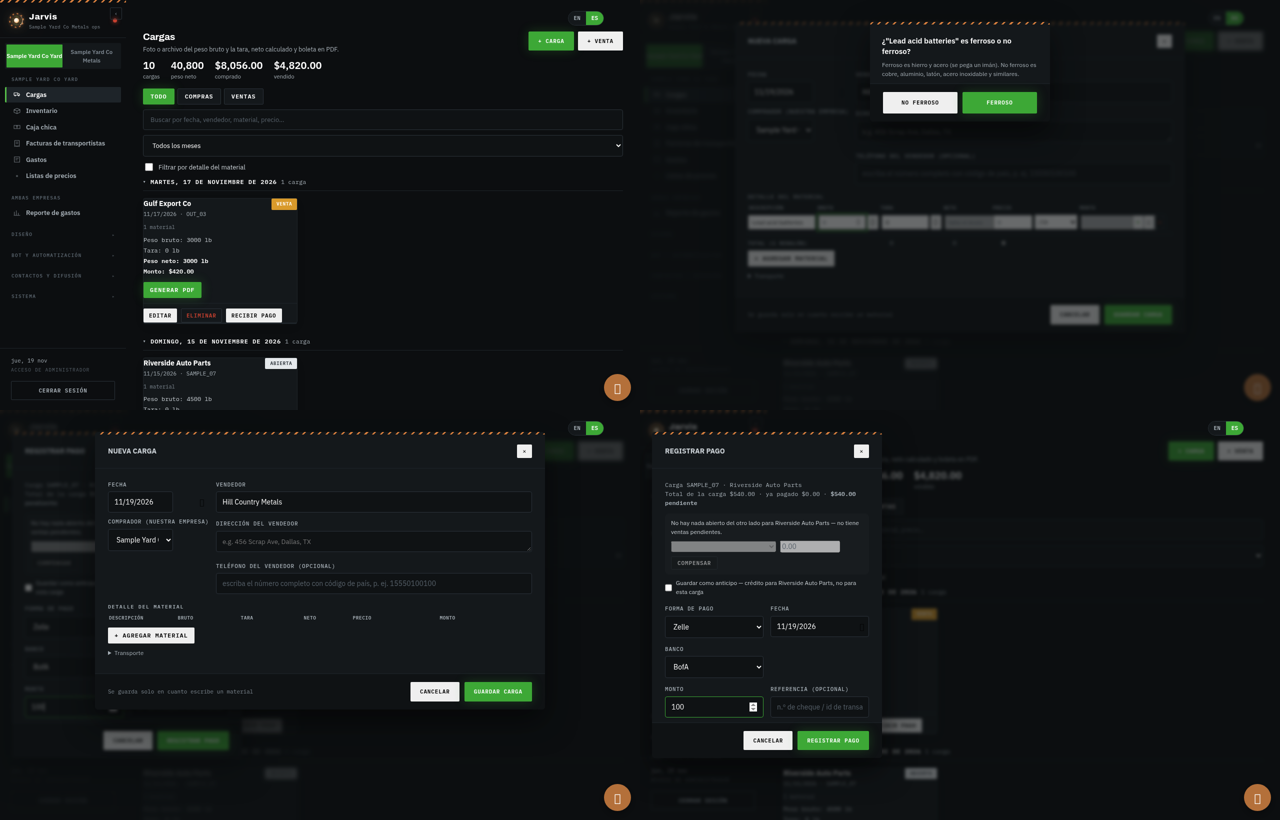 Jarvis
Sample Yard Co Metals ops
Sample Yard Co Yard
Sample Yard Co Metals
SAMPLE YARD CO YARD
Cargas
Inventario
Caja chica
Facturas de transportistas
Gastos
Listas de precios
AMBAS EMPRESAS
Reporte de gastos
DISEÑO
BOT Y AUTOMATIZACIÓN
CONTACTOS Y DIFUSIÓN
SISTEMA
jue, 19 nov
ACCESO DE ADMINISTRADOR
CERRAR SESIÓN
EN ES
Cargas
Foto o archivo del peso bruto y la tara, neto calculado y boleta en PDF.
+ CARGA
+ VENTA
10 40,800 $8,056.00 $4,820.00
cargas peso neto comprado vendido
TODO COMPRAS VENTAS
Buscar por fecha, vendedor, material, precio...
Todos los meses
Filtrar por detalle del material
MARTES, 17 DE NOVIEMBRE DE 2026 1 carga
Gulf Export Co
VENTA
11/17/2026 · OUT_03
1 material
Peso bruto: 3000 lb
Tara: 0 lb
Peso neto: 3000 lb
Monto: $420.00
GENERAR PDF
EDITAR ELIMINAR RECIBIR PAGO
DOMINGO, 15 DE NOVIEMBRE DE 2026 1 carga
Riverside Auto Parts
ABIERTA
11/15/2026 · SAMPLE_07
1 material
Peso bruto: 4500 lb
Tara: 0 lb
¿"Lead acid batteries" es ferroso o no ferroso?
Ferroso es hierro y acero (se pega un imán). No ferroso es cobre, aluminio, latón, acero inoxidable y similares.
NO FERROSO
FERROSO
EN ES
NUEVA CARGA
×
FECHA
11/19/2026
VENDEDOR
Hill Country Metals
COMPRADOR (NUESTRA EMPRESA)
Sample Yard
DIRECCIÓN DEL VENDEDOR
e.g. 456 Scrap Ave, Dallas, TX
TELÉFONO DEL VENDEDOR (OPCIONAL)
escriba el número completo con código de país, p. ej. 15550100100
DETALLE DEL MATERIAL
DESCRIPCIÓN BRUTO TARA NETO PRECIO MONTO
+ AGREGAR MATERIAL
Transporte
Se guarda solo en cuanto escribe un material
CANCELAR
GUARDAR CARGA
EN ES
REGISTRAR PAGO
×
Carga SAMPLE_07 · Riverside Auto Parts
Total de la carga $540.00 · ya pagado $0.00 · $540.00 pendiente
No hay nada abierto del otro lado para Riverside Auto Parts — no tiene ventas pendientes.
0.00
COMPENSAR
Guardar como anticipo — crédito para Riverside Auto Parts, no para esta carga
FORMA DE PAGO
Zelle
FECHA
11/19/2026
BANCO
BofA
MONTO
100
REFERENCIA (OPCIONAL)
n.º de cheque / id de transa
CANCELAR
REGISTRAR PAGO